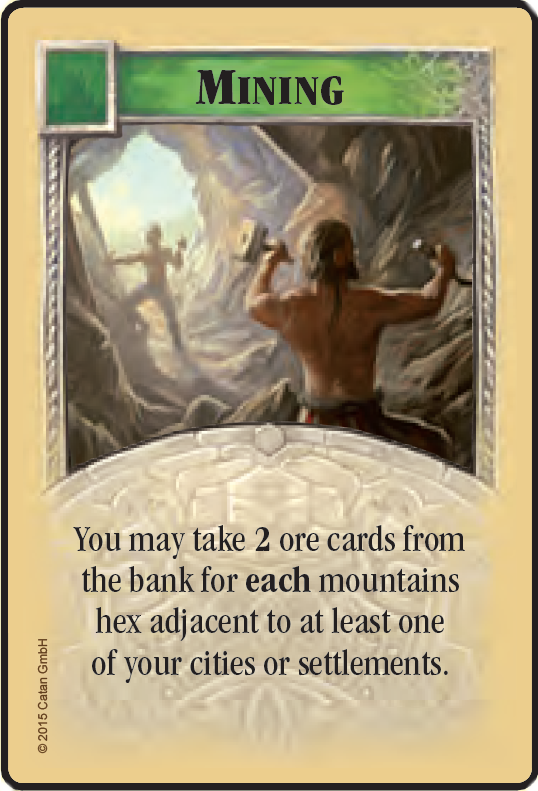 MINING
You may take 2 ore cards from
the bank for each mountains
hex adjacent to at least one
of your cities or settlements.
© 2015 Catan GmbH